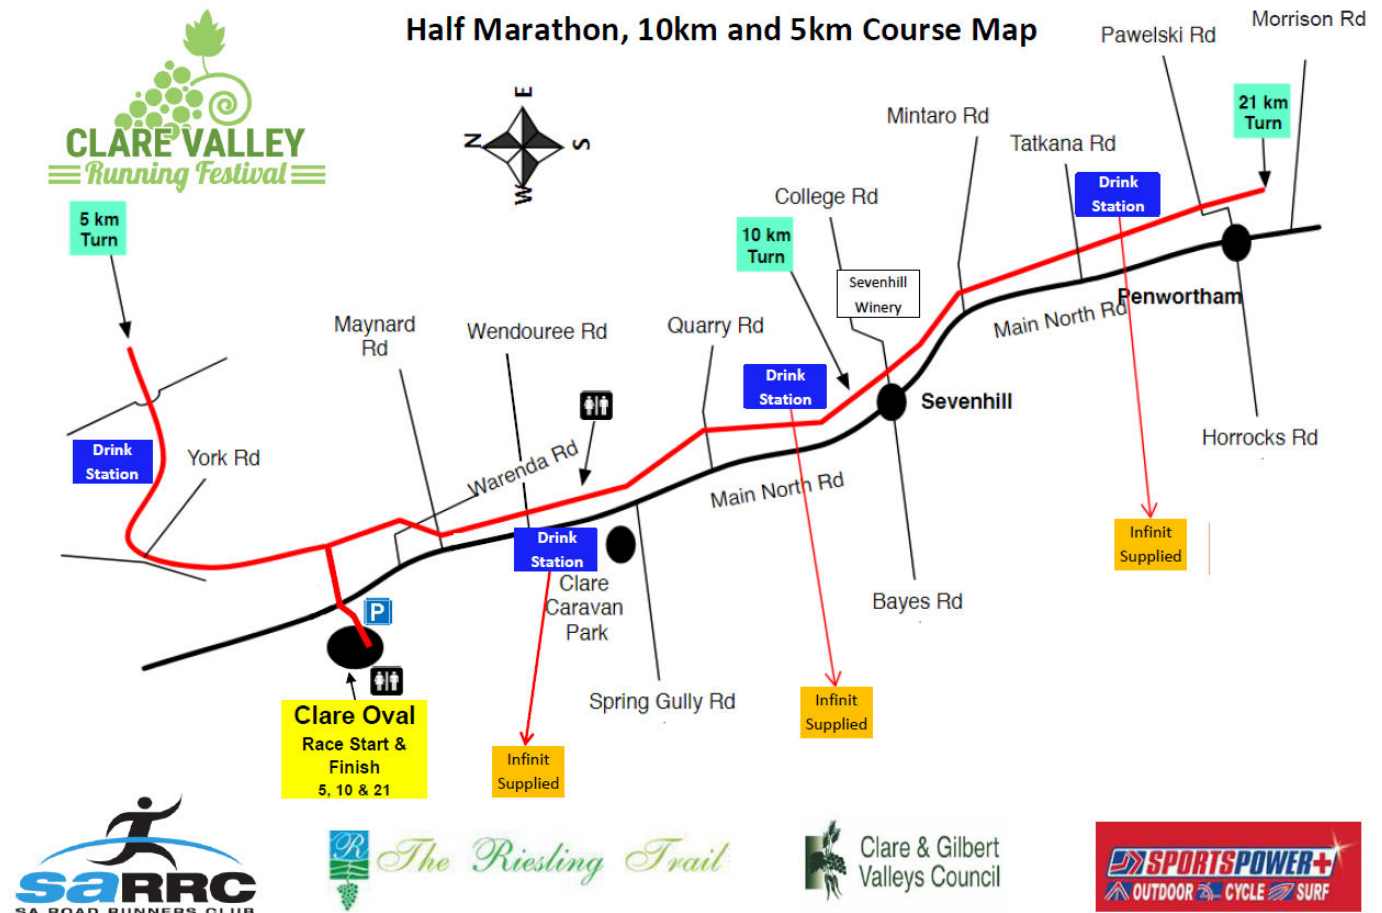 Half Marathon, 10km and 5km Course Map
Morrison Rd
Pawelski Rd
CLARE VALLEY
Running Festival
E
N
S
W
21 km
Turn
Mintaro Rd
Tatkana Rd
Drink
Station
College Rd
5 km
Turn
10 km
Turn
Sevenhill
Winery
Penwortham
Main North Rd
Maynard
Rd
Wendouree Rd
Quarry Rd
Drink
Station
Sevenhill
Horrocks Rd
Drink
Station
York Rd
Warenda Rd
Main North Rd
Drink
Station
Infinit
Supplied
Clare
Caravan
Park
Bayes Rd
P
Spring Gully Rd
Infinit
Supplied
Clare Oval
Race Start &
Finish
5, 10 & 21
Infinit
Supplied
saRRC
SA ROAD RUNNERS CLUB
R
The Riesling Trail
Clare & Gilbert
Valleys Council
SPORTSPOWER+
OUTDOOR CYCLE SURF